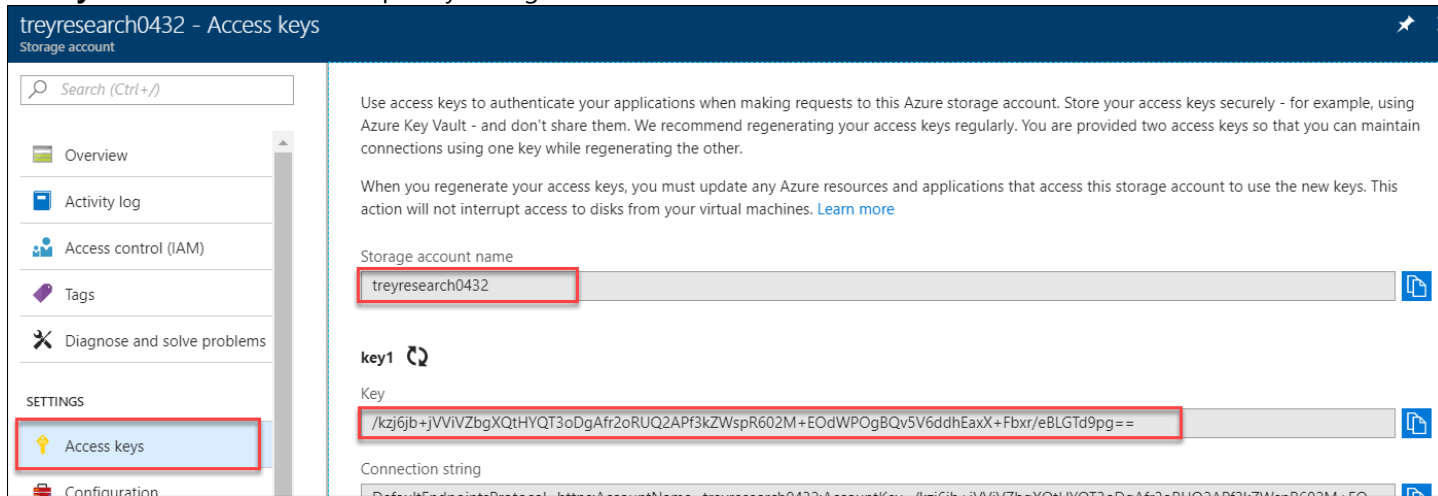 treyresearch0432 - Access keys
Storage account
Search (Ctrl+/)
Overview
Activity log
Access control (IAM)
Tags
Diagnose and solve problems
SETTINGS
Access keys
Configuration
Use access keys to authenticate your applications when making requests to this Azure storage account. Store your access keys securely - for example, using
Azure Key Vault - and don't share them. We recommend regenerating your access keys regularly. You are provided two access keys so that you can maintain
connections using one key while regenerating the other.
When you regenerate your access keys, you must update any Azure resources and applications that access this storage account to use the new keys. This
action will not interrupt access to disks from your virtual machines. Learn more
Storage account name
treyresearch0432
key1
Key
/kzj6jb+jVViVZbgXQtHYQT3oDgAfr2oRUQ2APf3kZWspR602M+EOdWPOgBQv5V6ddhEaxX+Fbxr/eBLGTd9pg==
Connection string